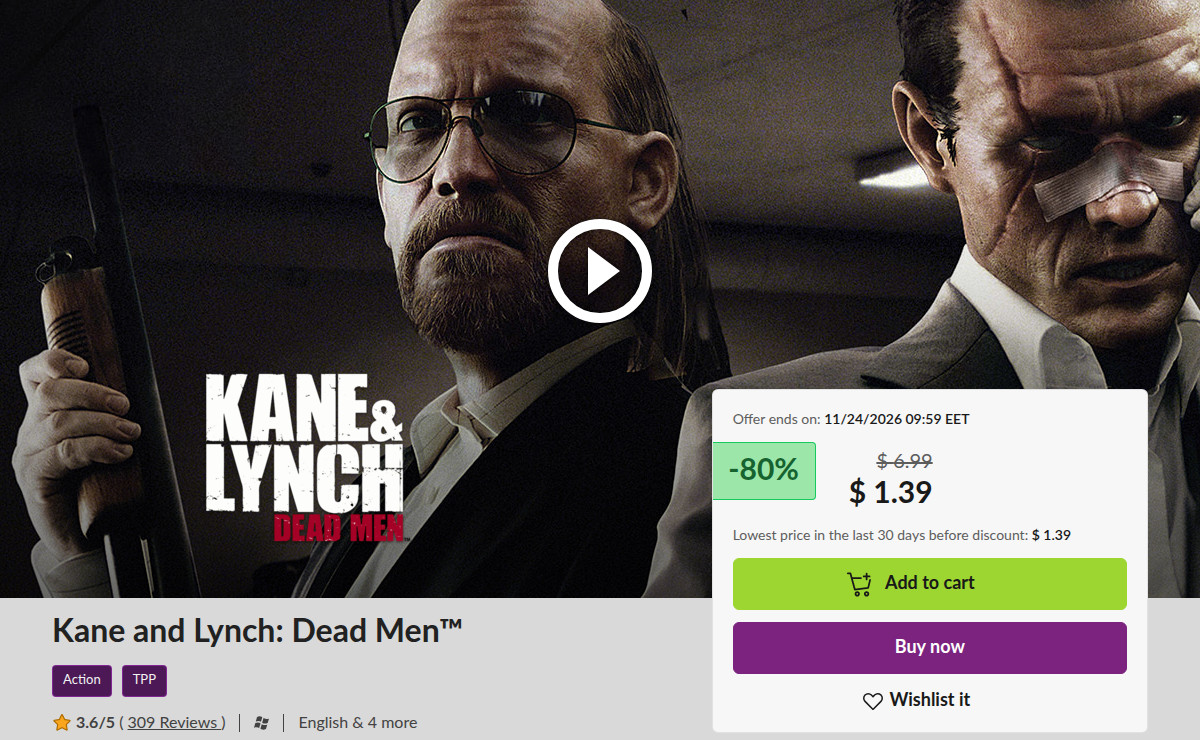 KANE &
LYNCH
DEAD MEN™
Offer ends on: 11/24/2026 09:59 EET
-80%
$ 6.99
$ 1.39
Lowest price in the last 30 days before discount: $ 1.39
Add to cart
Buy now
Wishlist it
Kane and Lynch: Dead Men™
Action TPP
3.6/5 ( 309 Reviews ) | | English & 4 more